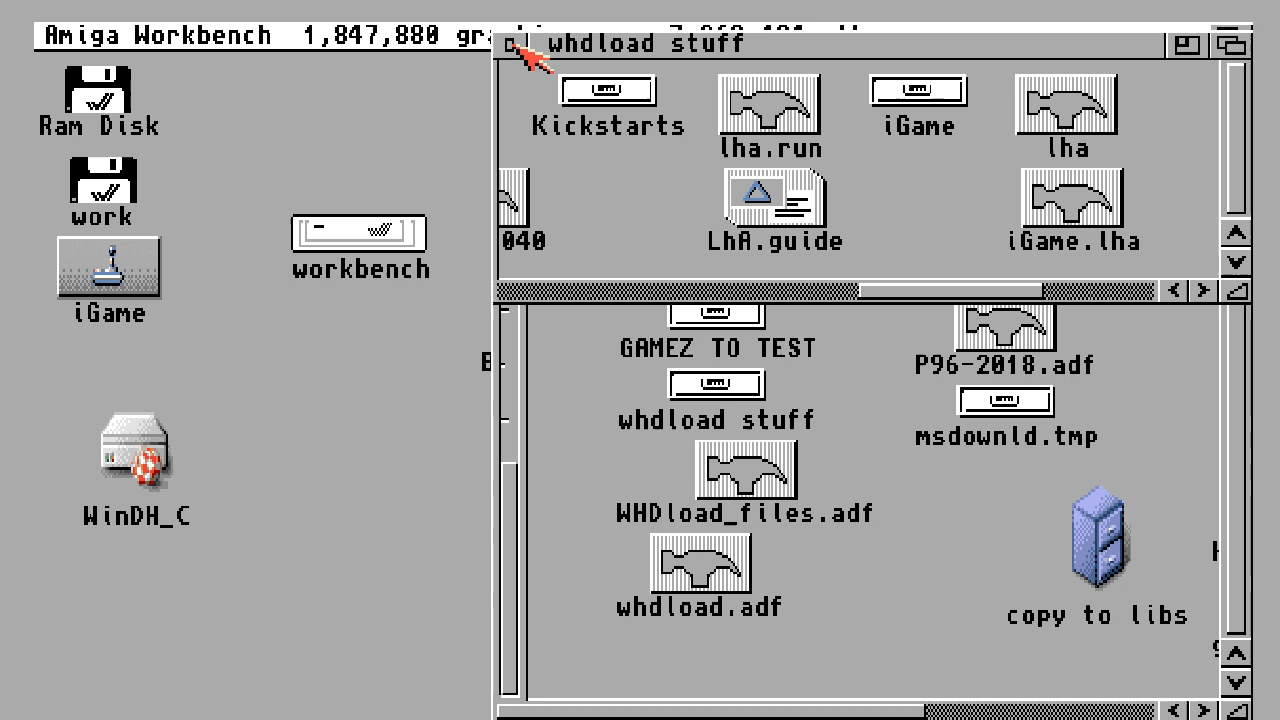 Amiga Workbench 1,847,880
whdload stuff
Ram Disk
work
iGame
workbench
WinDH_C
Kickstarts
lha.run
iGame
lha
040
LhA.guide
iGame.lha
GAMEZ TO TEST
P96-2018.adf
whdload stuff
msdownld.tmp
WHDload_files.adf
whdload.adf
copy to libs